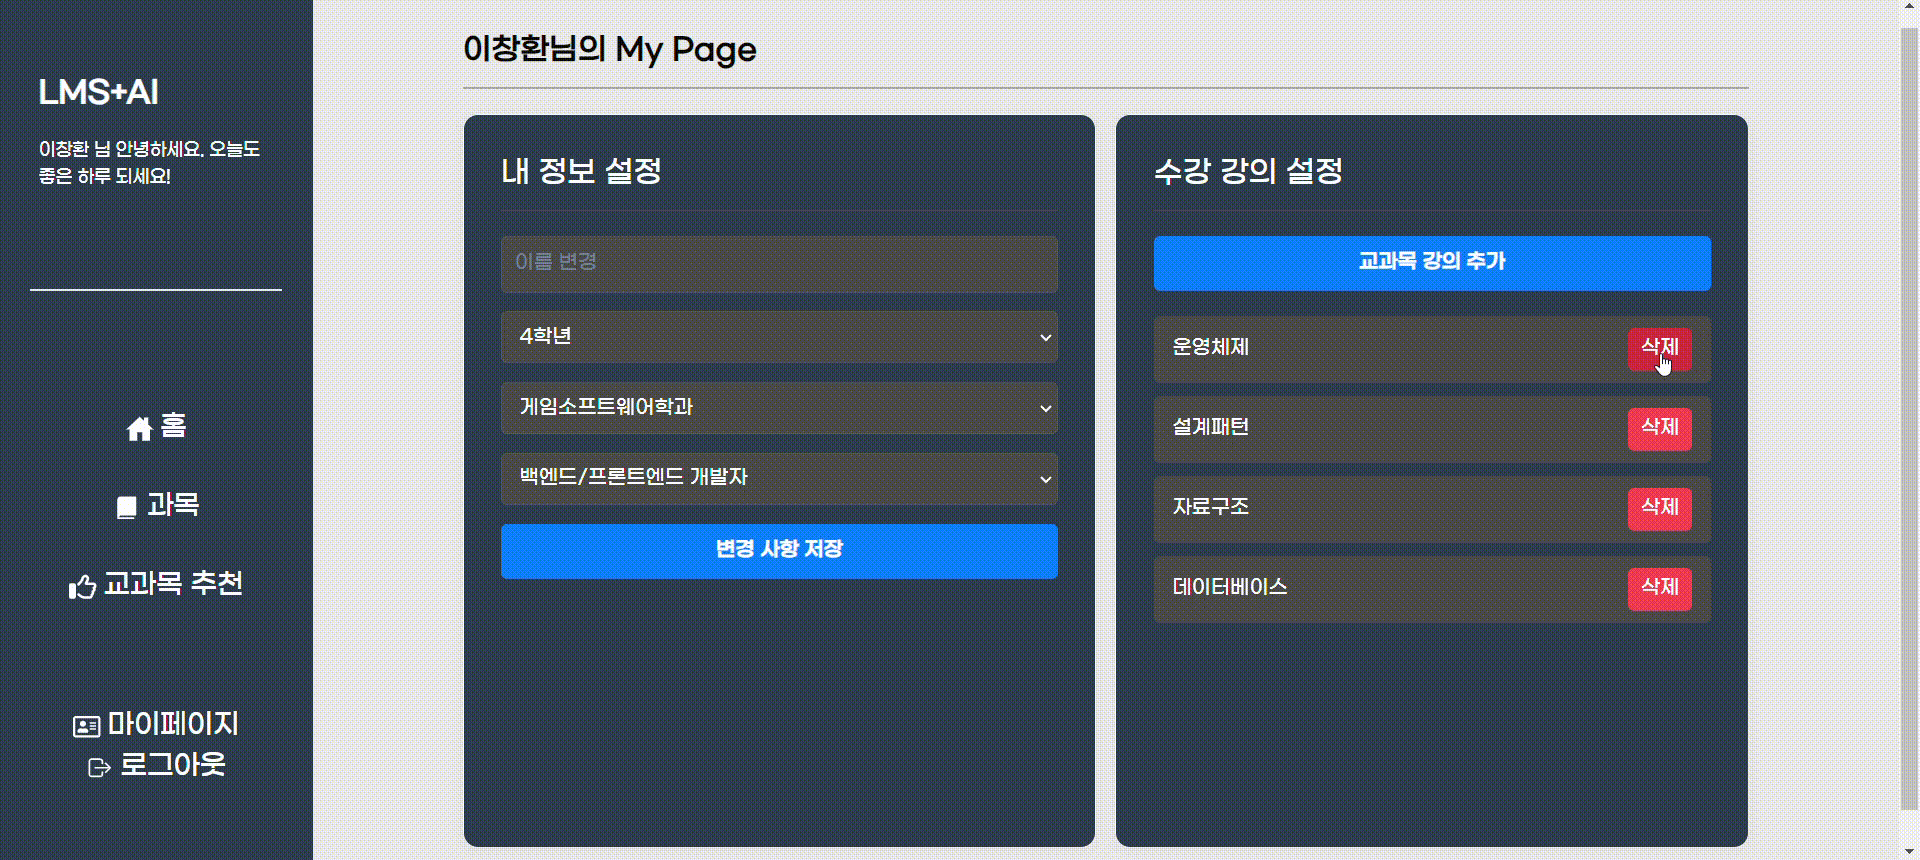 LMS+AI
이창환 님 안녕하세요. 오늘도
좋은 하루 되세요!
홈
과목
교과목 추천
마이페이지
로그아웃
이창환님의 My Page
내 정보 설정
이름 변경
4학년
게임소프트웨어학과
백엔드/프론트엔드 개발자
변경 사항 저장
수강 강의 설정
교과목 강의 추가
운영체제 삭제
설계패턴 삭제
자료구조 삭제
데이터베이스 삭제